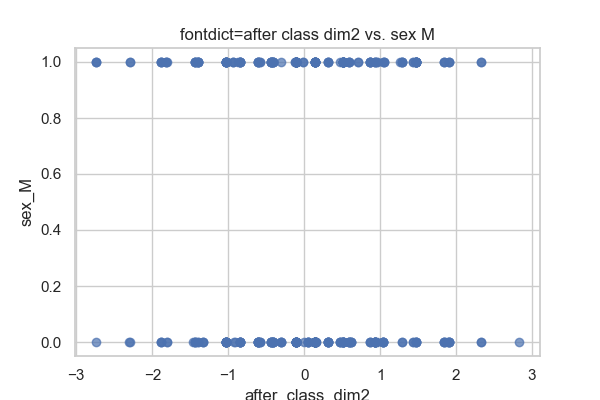 fontdict=after class dim2 vs. sex M
1.0
0.8
0.6
0.4
0.2
0.0
sex_M
−3 −2 −1 0 1 2 3
after_class_dim2